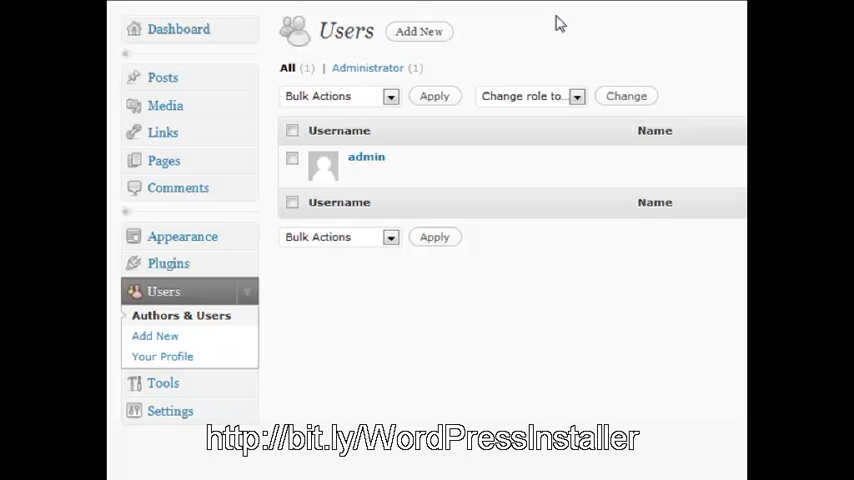 Dashboard
Posts
Media
Links
Pages
Comments
Appearance
Plugins
Users
Authors & Users
Add New
Your Profile
Tools
Settings
Users Add New
All (1) | Administrator (1)
Bulk Actions Apply Change role to... Change
Username Name
admin
Username Name
Bulk Actions Apply
http://bit.ly/WordPressInstaller